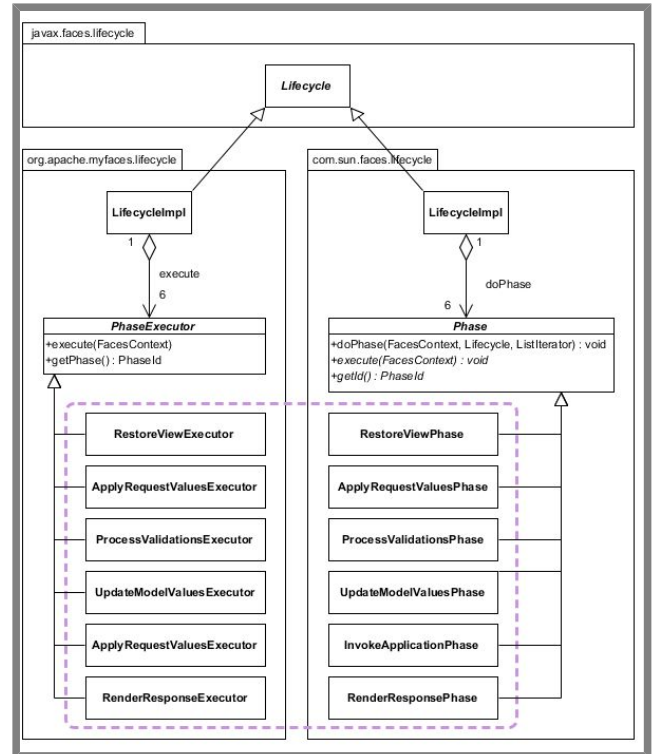 javax.faces.lifecycle
Lifecycle
org.apache.myfaces.lifecycle
com.sun.faces.lifecycle
LifecycleImpl
LifecycleImpl
1
1
execute
doPhase
6
6
PhaseExecutor
+execute(FacesContext)
+getPhase() : PhaseId
Phase
+doPhase(FacesContext, Lifecycle, ListIterator) : void
+execute(FacesContext) : void
+getId() : PhaseId
RestoreViewExecutor
RestoreViewPhase
ApplyRequestValuesExecutor
ApplyRequestValuesPhase
ProcessValidationsExecutor
ProcessValidationsPhase
UpdateModelValuesExecutor
UpdateModelValuesPhase
ApplyRequestValuesExecutor
InvokeApplicationPhase
RenderResponseExecutor
RenderResponsePhase